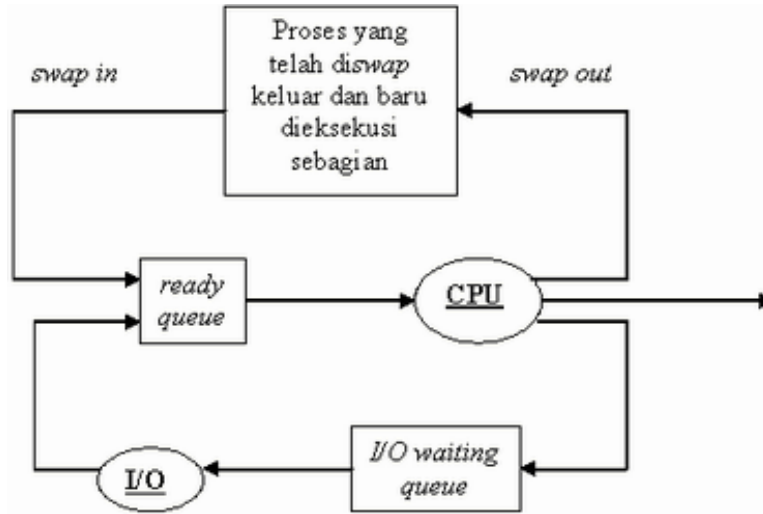 Proses yang
telah diswap
keluar dan baru
dieksekusi
sebagian
swap in
swap out
ready
queue
CPU
I/O waiting
queue
I/O